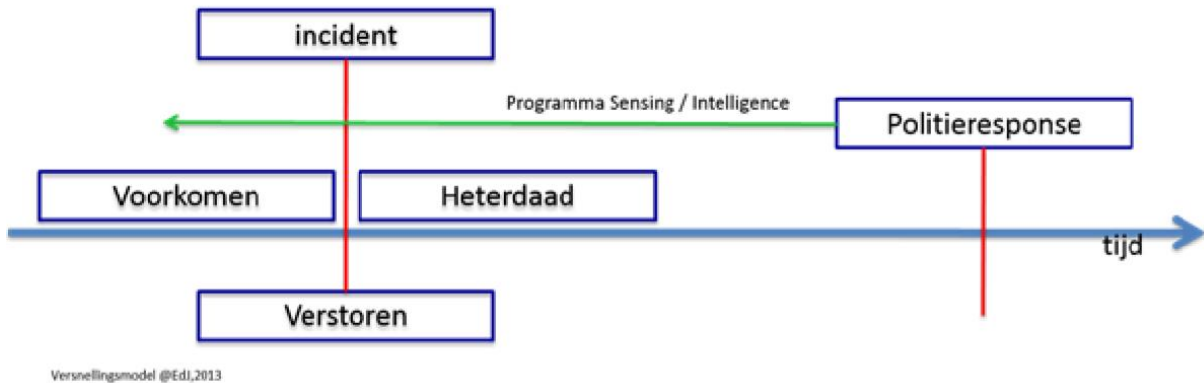 incident
Programma Sensing / Intelligence
Politieresponse
Voorkomen
Heterdaad
tijd
Verstoren
Versnellingsmodel @EdJ,2013